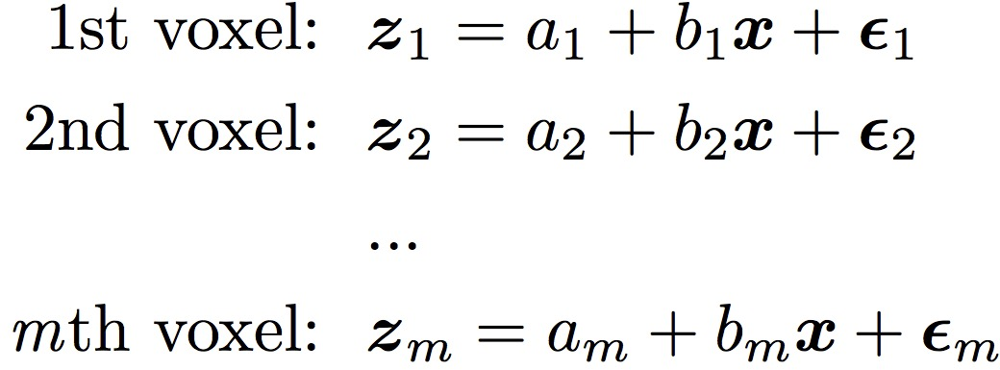 1st voxel: z₁ = a₁ + b₁x + ϵ₁
2nd voxel: z₂ = a₂ + b₂x + ϵ₂
...
mth voxel: zₘ = aₘ + bₘx + ϵₘ